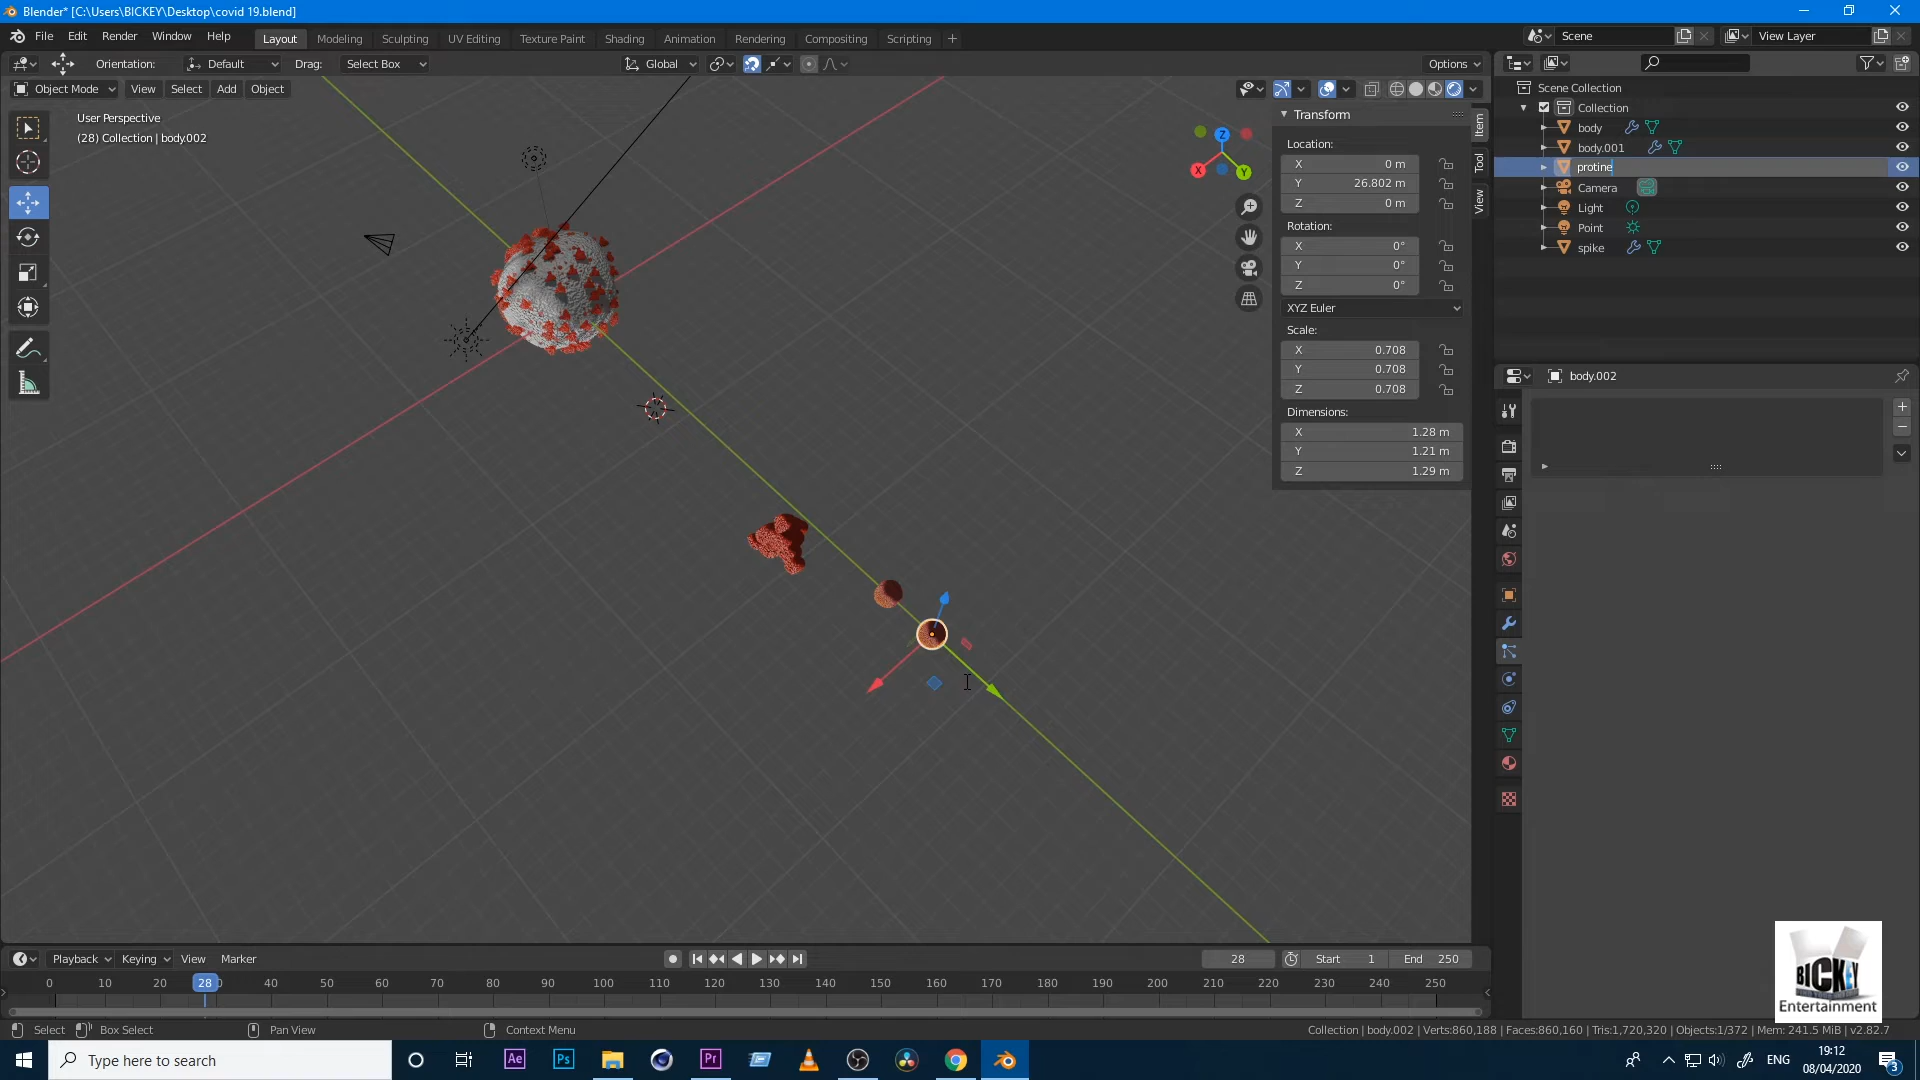 Blender* [C:\Users\BICKEY\Desktop\covid 19.blend]
File Edit Render Window Help Layout Modeling Sculpting UV Editing Texture Paint Shading Animation Rendering Compositing Scripting + Scene View Layer
Orientation: Default Drag: Select Box Global Options
Object Mode View Select Add Object
User Perspective
(28) Collection | body.002
Z
X Y
Transform
Location:
X 0 m
Y 26.802 m
Z 0 m
Rotation:
X 0°
Y 0°
Z 0°
XYZ Euler
Scale:
X 0.708
Y 0.708
Z 0.708
Dimensions:
X 1.28 m
Y 1.21 m
Z 1.29 m
Item
Tool
View
Scene Collection
Collection
body
body.001
protine
Camera
Light
Point
spike
body.002
Playback Keying View Marker 28 Start 1 End 250
0 10 20 28 40 50 60 70 80 90 100 110 120 130 140 150 160 170 180 190 200 210 220 230 240 250
Select Box Select Pan View Context Menu Collection | body.002 | Verts:860,188 | Faces:860,160 | Tris:1,720,320 | Objects:1/372 | Mem: 241.5 MiB | v2.82.7
BICKEY
Entertainment
Type here to search Ae Ps Pr ENG 19:12
08/04/2020 3